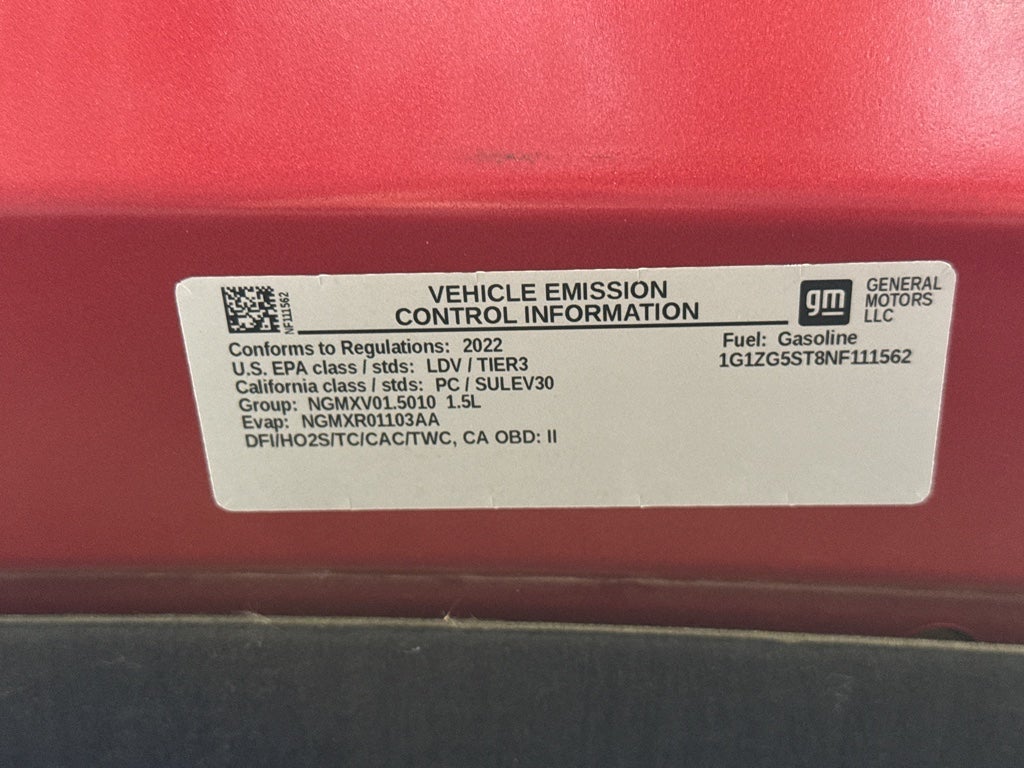 NF111562
VEHICLE EMISSION
CONTROL INFORMATION
gm
GENERAL
MOTORS
LLC
Conforms to Regulations: 2022
U.S. EPA class / stds: LDV / TIER3
California class / stds: PC / SULEV30
Group: NGMXV01.5010 1.5L
Evap: NGMXR01103AA
DFI/HO2S/TC/CAC/TWC, CA OBD: II
Fuel: Gasoline
1G1ZG5ST8NF111562